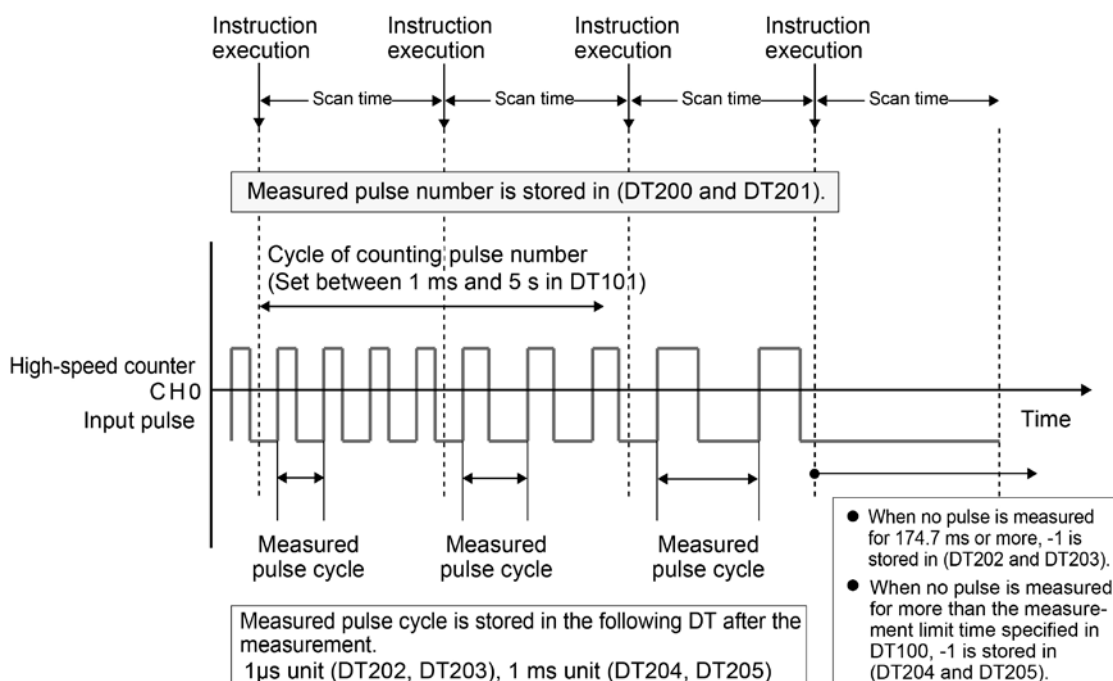 Instruction
execution
Instruction
execution
Instruction
execution
Instruction
execution
Scan time
Scan time
Scan time
Scan time
Measured pulse number is stored in (DT200 and DT201).
Cycle of counting pulse number
(Set between 1 ms and 5 s in DT101)
High-speed counter
CH0
Input pulse
Time
Measured
pulse cycle
Measured
pulse cycle
Measured
pulse cycle
● When no pulse is measured
for 174.7 ms or more, -1 is
stored in (DT202 and DT203).
● When no pulse is measured
for more than the measure-
ment limit time specified in
DT100, -1 is stored in
(DT204 and DT205).
Measured pulse cycle is stored in the following DT after the
measurement.
1μs unit (DT202, DT203), 1 ms unit (DT204, DT205)